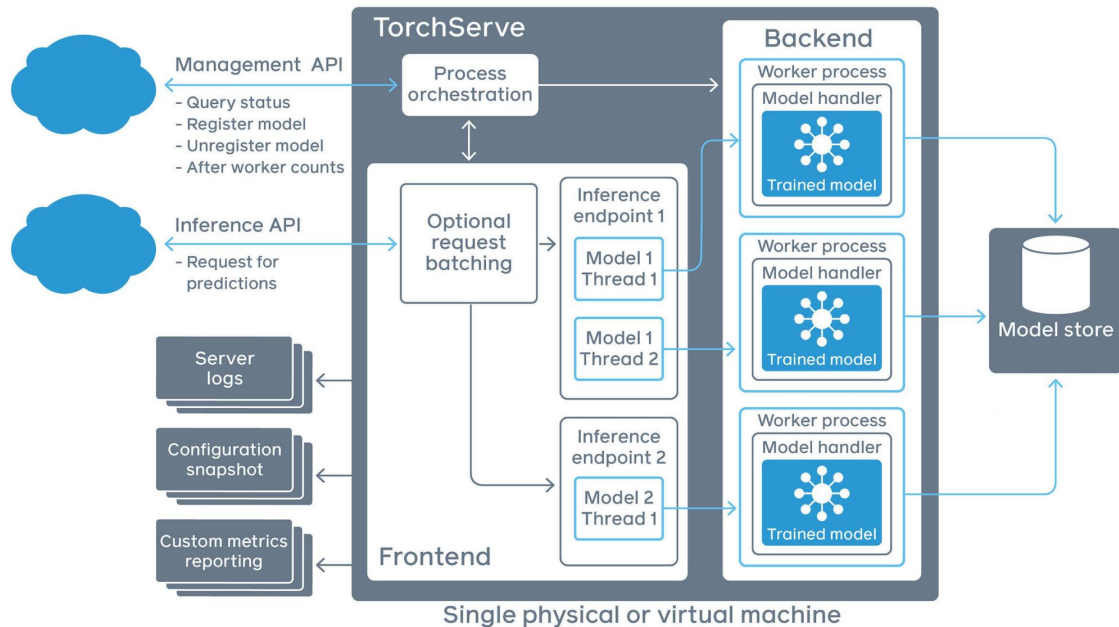 TorchServe
Management API
- Query status
- Register model
- Unregister model
- After worker counts
Process
orchestration
Inference API
- Request for
predictions
Frontend
Optional
request
batching
Inference
endpoint 1
Model 1
Thread 1
Model 1
Thread 2
Inference
endpoint 2
Model 2
Thread 1
Backend
Worker process
Model handler
Trained model
Worker process
Model handler
Trained model
Worker process
Model handler
Trained model
Model store
Server
logs
Configuration
snapshot
Custom metrics
reporting
Single physical or virtual machine